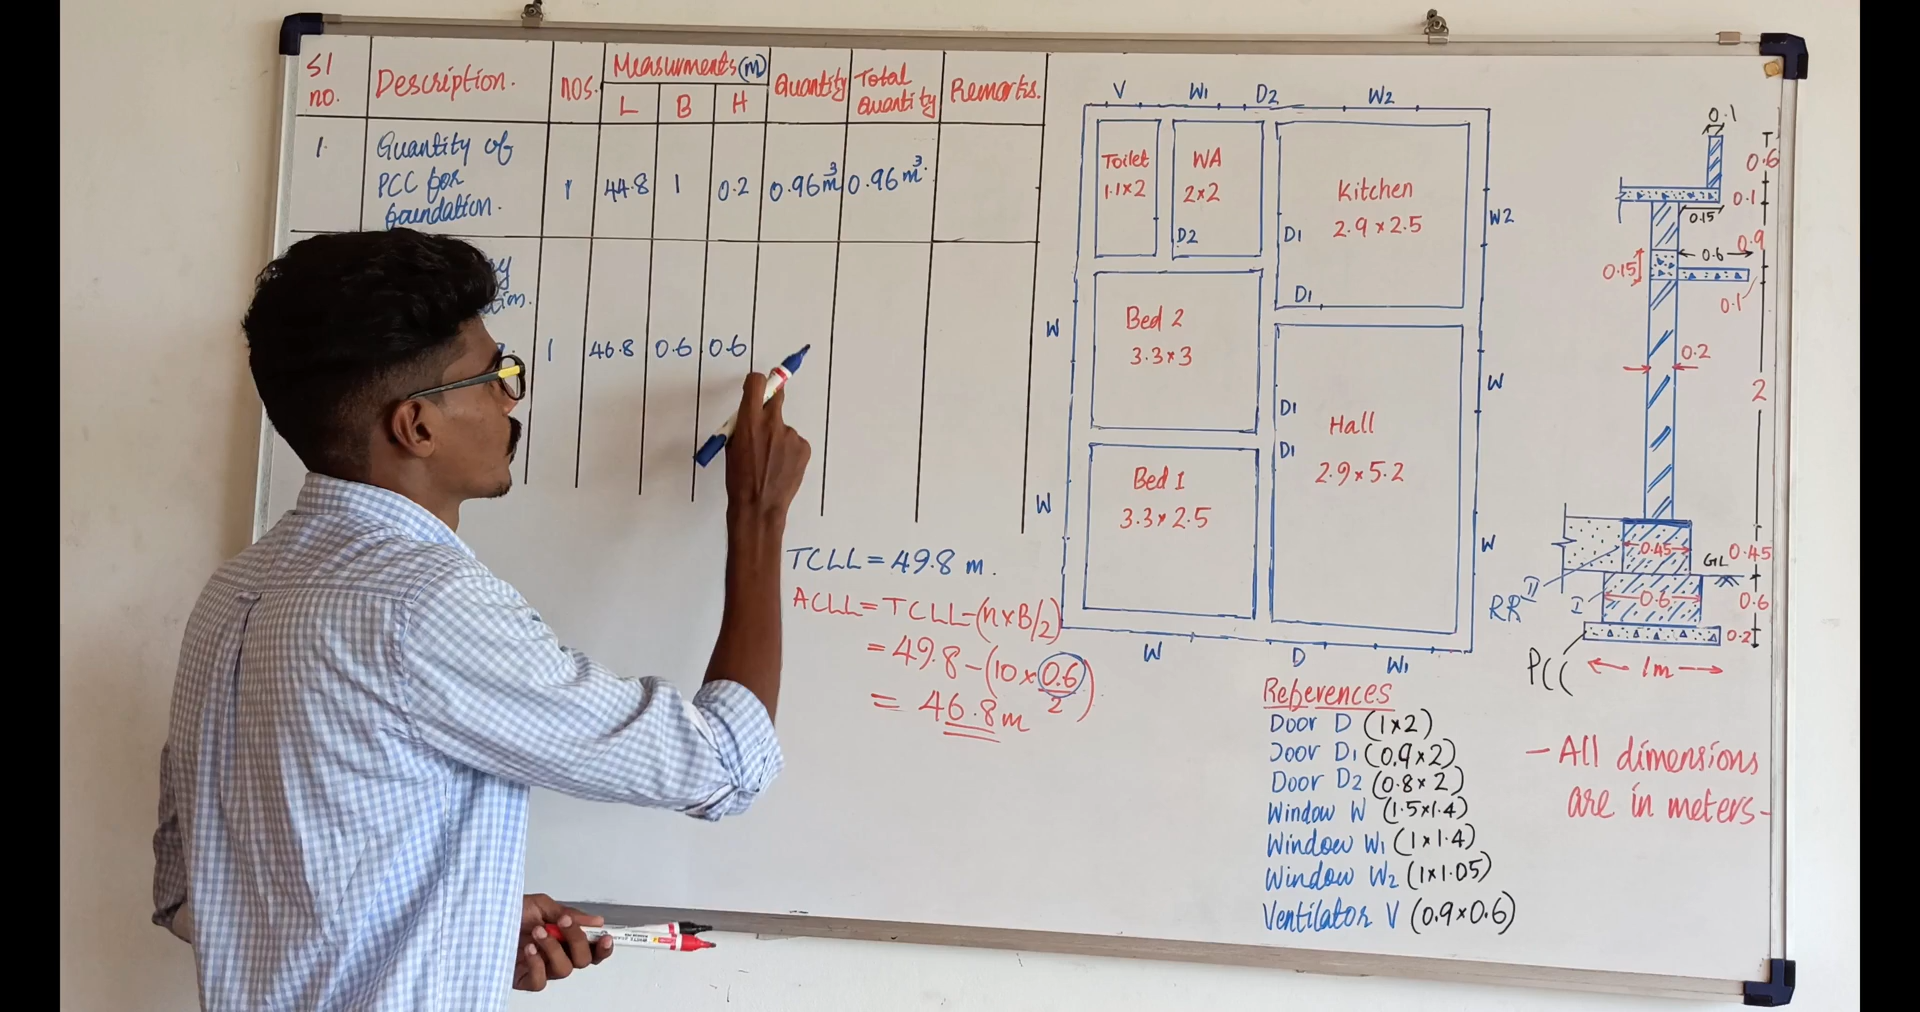 Sl no.
Description.
nos.
Measurments (m)
L
B
H
Quantity
Total Quantity
Remarks.
1.
Quantity of
PCC for
foundation.
1
44.8
1
0.2
0.96m³
0.96m³.
1
46.8
0.6
0.6
TCLL = 49.8 m.
ACLL = TCLL - (n×B/2)
= 49.8 - (10 × 0.6/2)
= 46.8m
V
W1
D2
W2
Toilet
1.1×2
WA
2×2
D2
Kitchen
2.9 × 2.5
D1
D1
W2
Bed 2
3.3×3
W
W
D1
D1
Hall
2.9×5.2
Bed 1
3.3×2.5
W
W
W
D
W1
0.1
0.6
0.1
0.15
0.9
0.6
0.15
0.1
0.2
2
0.45
GL
0.45
RR
II
I
0.6
0.6
0.2
PCC
1m
References
Door D (1×2)
Door D1 (0.9×2)
Door D2 (0.8×2)
Window W (1.5×1.4)
Window W1 (1×1.4)
Window W2 (1×1.05)
Ventilator V (0.9×0.6)
- All dimensions
are in meters-